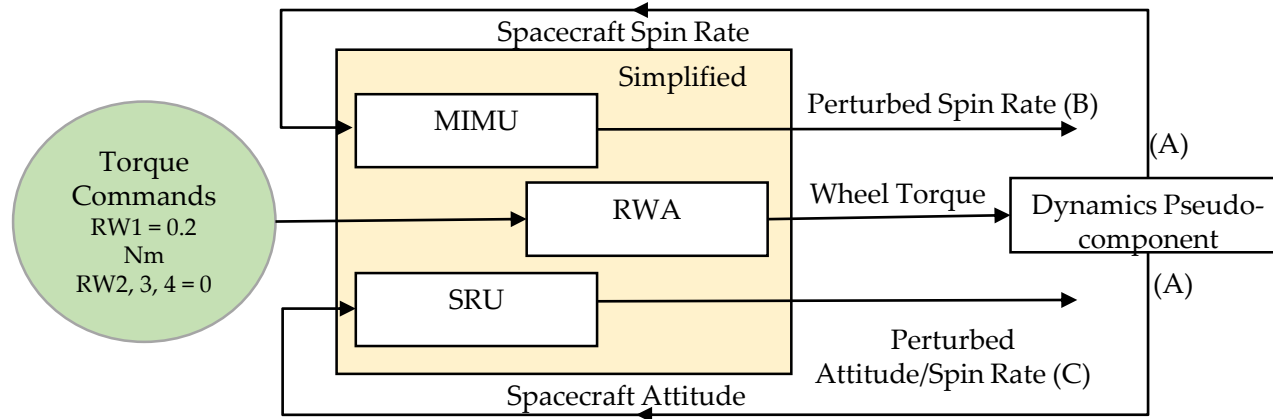 Spacecraft Spin Rate
Simplified
MIMU
Perturbed Spin Rate (B)
(A)
Torque
Commands
RW1 = 0.2
Nm
RW2, 3, 4 = 0
RWA
Wheel Torque
Dynamics Pseudo-
component
SRU
(A)
Perturbed
Attitude/Spin Rate (C)
Spacecraft Attitude